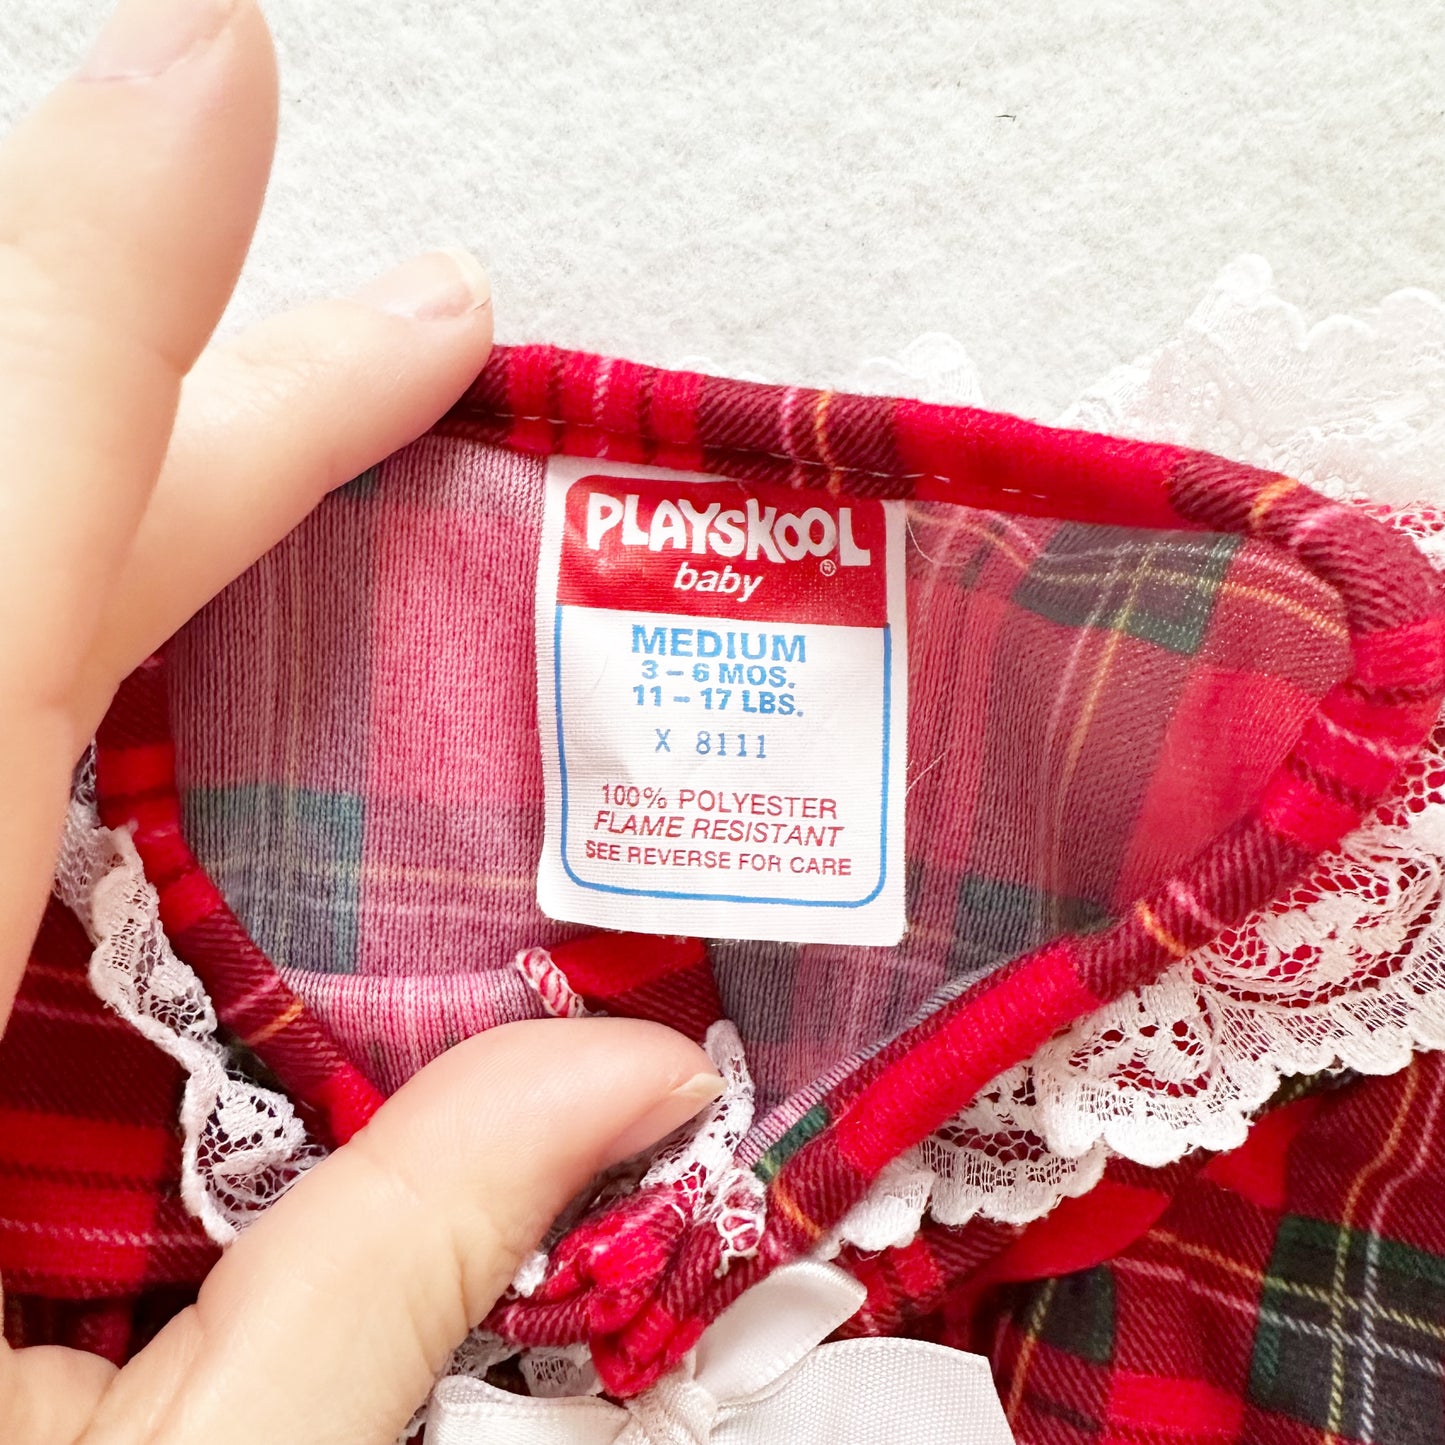 PLAYSKOOL®
baby
MEDIUM
3 – 6 MOS.
11 – 17 LBS.
X 8111
100% POLYESTER
FLAME RESISTANT
SEE REVERSE FOR CARE